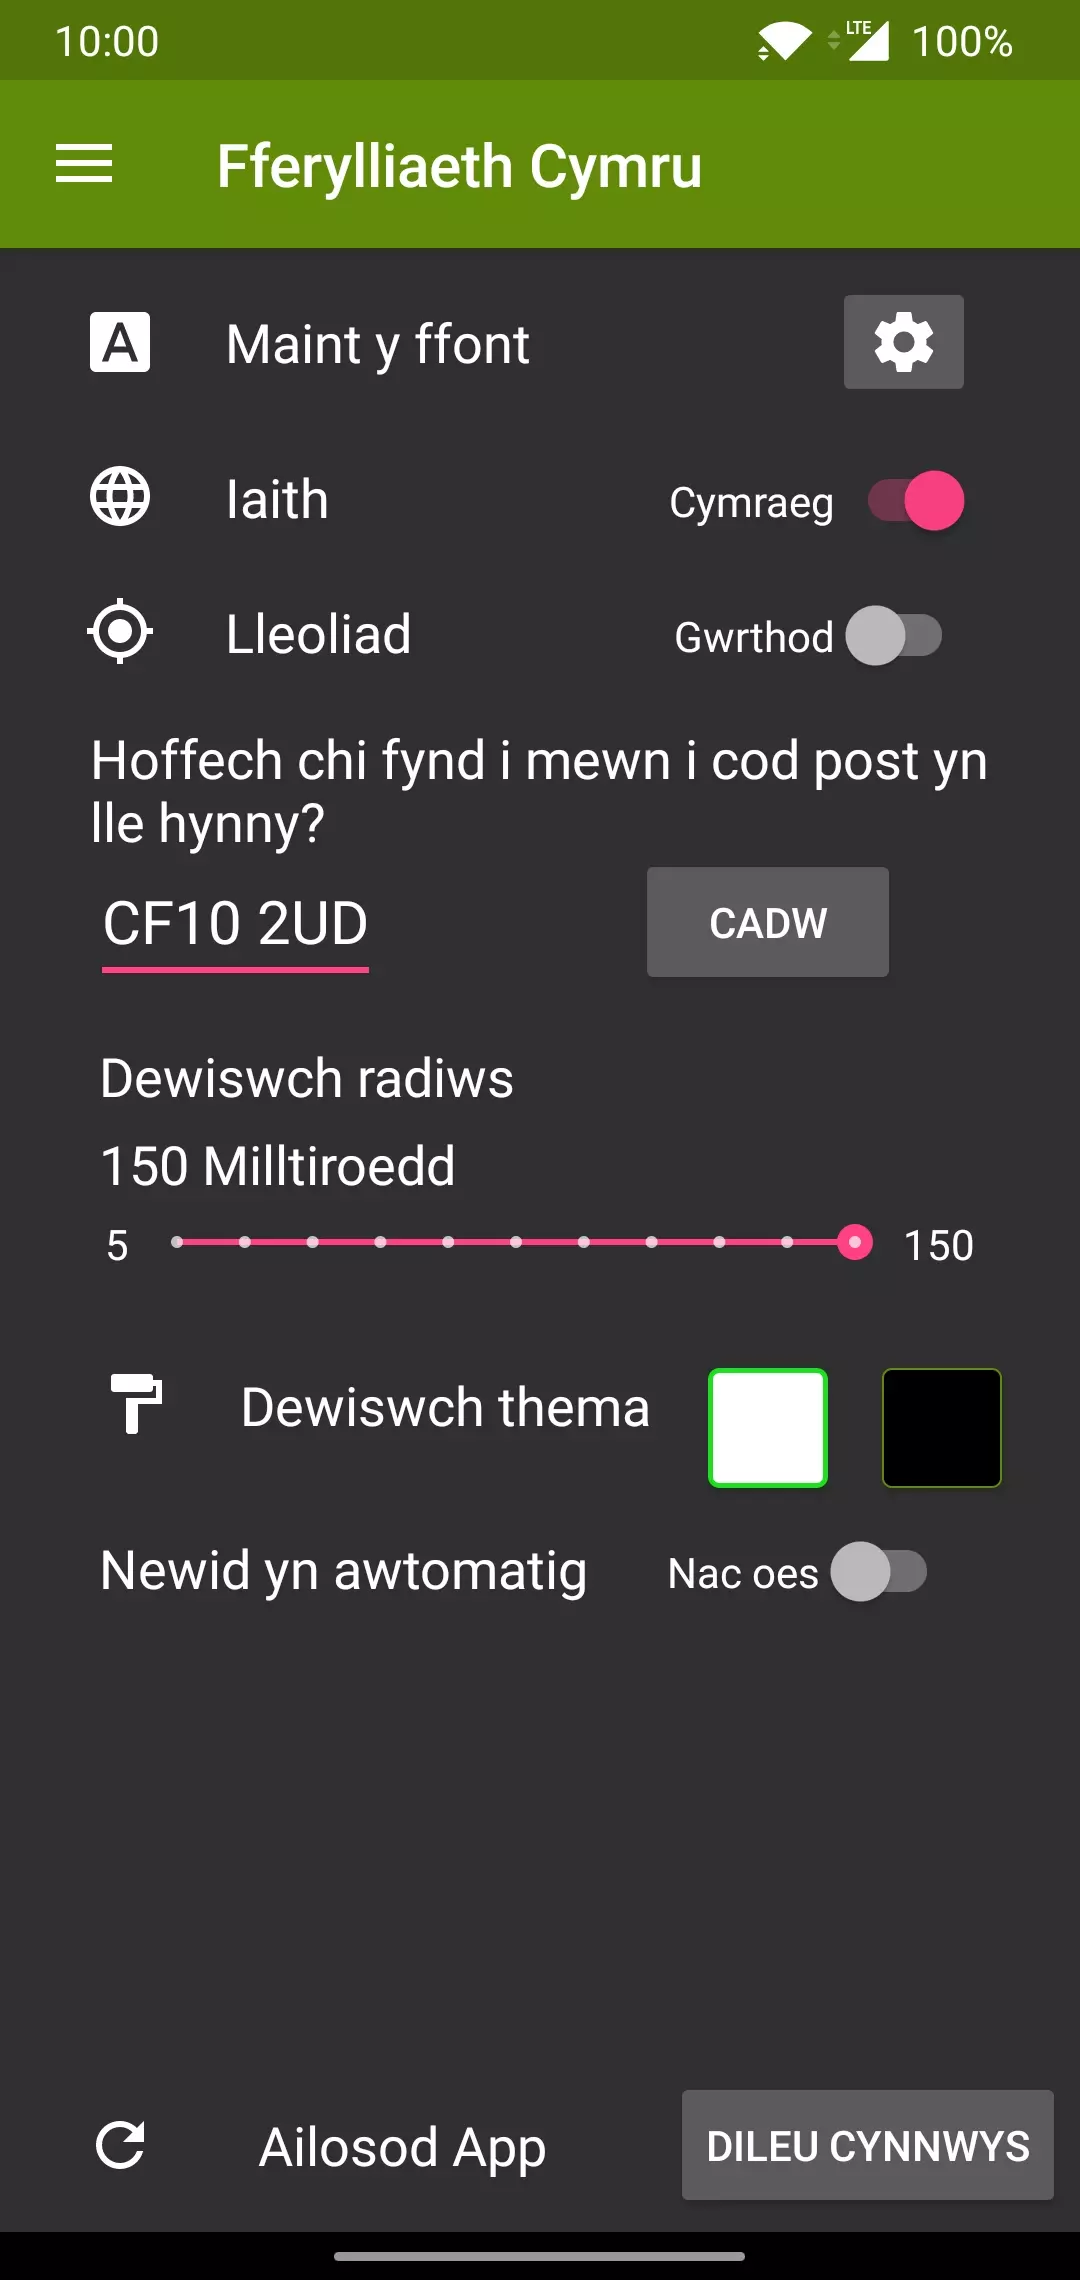 10:00 LTE 100%
Fferylliaeth Cymru
A Maint y ffont
Iaith Cymraeg
Lleoliad Gwrthod
Hoffech chi fynd i mewn i cod post yn
lle hynny?
CF10 2UD CADW
Dewiswch radiws
150 Milltiroedd
5 150
Dewiswch thema
Newid yn awtomatig Nac oes
Ailosod App DILEU CYNNWYS